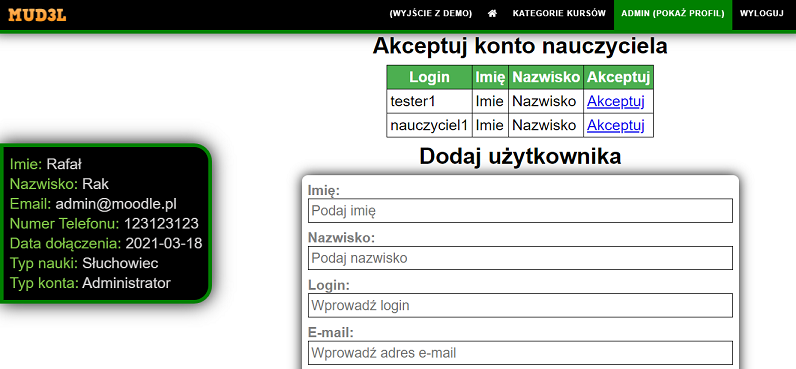 MUD3L (WYJŚCIE Z DEMO) KATEGORIE KURSÓW ADMIN (POKAŻ PROFIL) WYLOGUJ
Akceptuj konto nauczyciela
Login Imię Nazwisko Akceptuj
tester1 Imie Nazwisko Akceptuj
nauczyciel1 Imie Nazwisko Akceptuj
Imie: Rafał
Nazwisko: Rak
Email: admin@moodle.pl
Numer Telefonu: 123123123
Data dołączenia: 2021-03-18
Typ nauki: Słuchowiec
Typ konta: Administrator
Dodaj użytkownika
Imię:
Podaj imię
Nazwisko:
Podaj nazwisko
Login:
Wprowadź login
E-mail:
Wprowadź adres e-mail